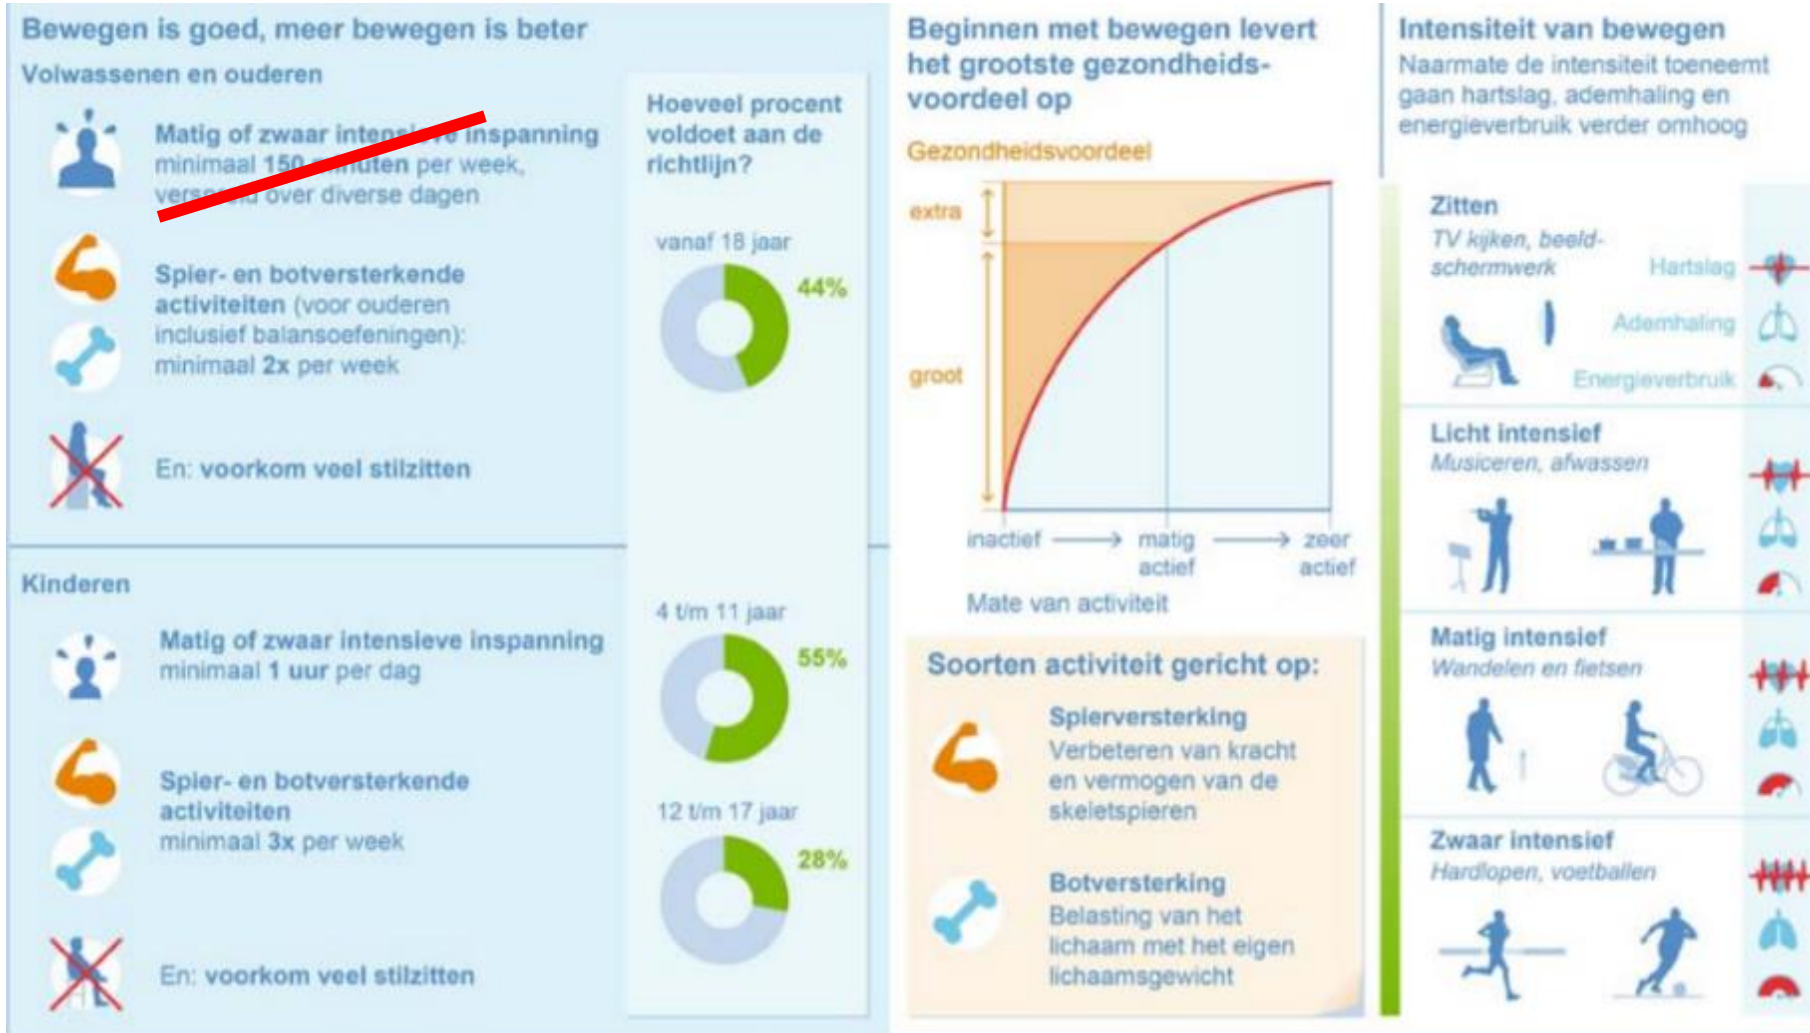 Bewegen is goed, meer bewegen is beter
Volwassenen en ouderen
Matig of zwaar intensieve inspanning
minimaal 150 minuten per week,
verspreid over diverse dagen
Spier- en botversterkende
activiteiten (voor ouderen
inclusief balansoefeningen):
minimaal 2x per week
En: voorkom veel stilzitten
Kinderen
Matig of zwaar intensieve inspanning
minimaal 1 uur per dag
Spier- en botversterkende
activiteiten
minimaal 3x per week
En: voorkom veel stilzitten
Hoeveel procent
voldoet aan de
richtlijn?
vanaf 18 jaar
44%
4 t/m 11 jaar
55%
12 t/m 17 jaar
28%
Beginnen met bewegen levert
het grootste gezondheids-
voordeel op
Gezondheidsvoordeel
extra
groot
inactief
matig
actief
zeer
actief
Mate van activiteit
Soorten activiteit gericht op:
Spierversterking
Verbeteren van kracht
en vermogen van de
skeletspieren
Botversterking
Belasting van het
lichaam met het eigen
lichaamsgewicht
Intensiteit van bewegen
Naarmate de intensiteit toeneemt
gaan hartslag, ademhaling en
energieverbruik verder omhoog
Zitten
TV kijken, beeld-
schermwerk
Hartslag
Ademhaling
Energieverbruik
Licht intensief
Musiceren, afwassen
Matig intensief
Wandelen en fietsen
Zwaar intensief
Hardlopen, voetballen